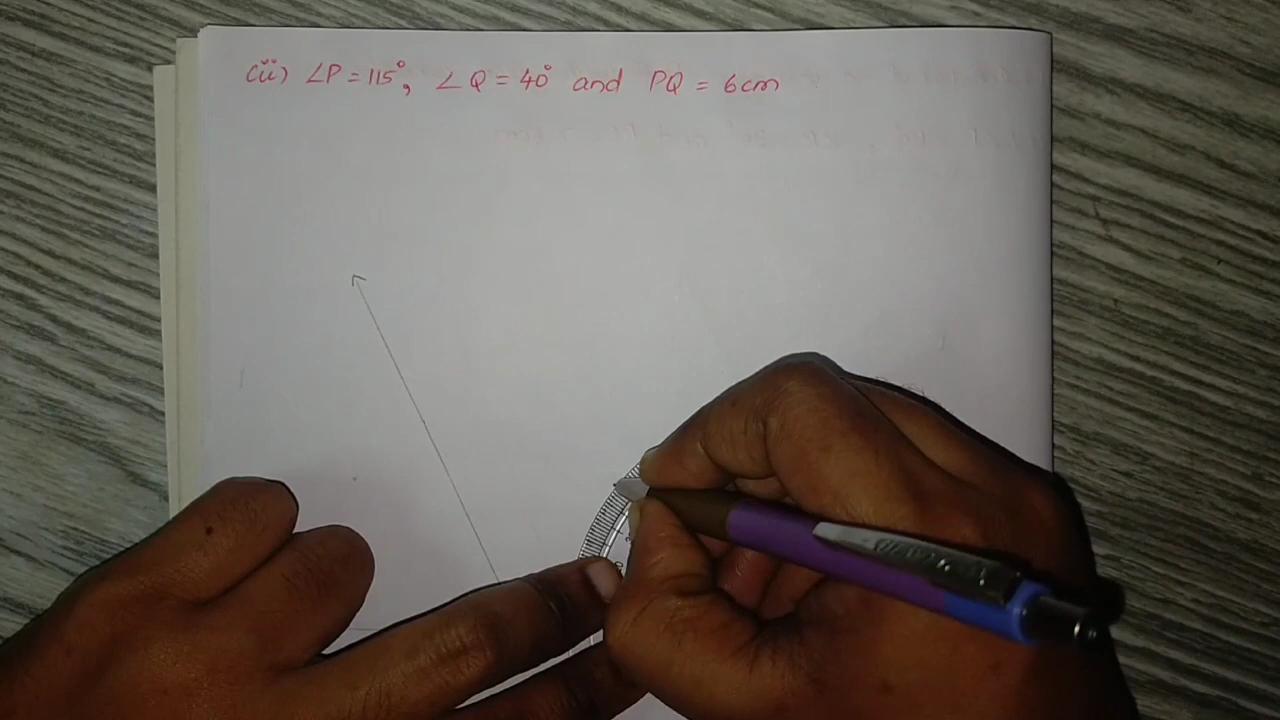 (ii) ∠P = 115°, ∠Q = 40° and PQ = 6cm